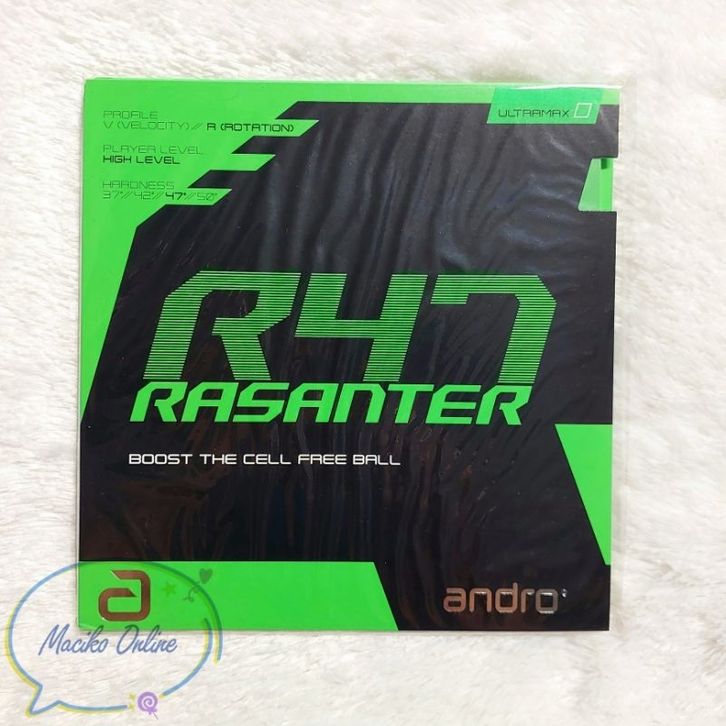 PROFILE
V (VELOCITY) // R (ROTATION)
PLAYER LEVEL
HIGH LEVEL
HARDNESS
37°//42°//47°//50°
ULTRAMAX
R47
RASANTER
BOOST THE CELL FREE BALL
a
andro
Maciko Online